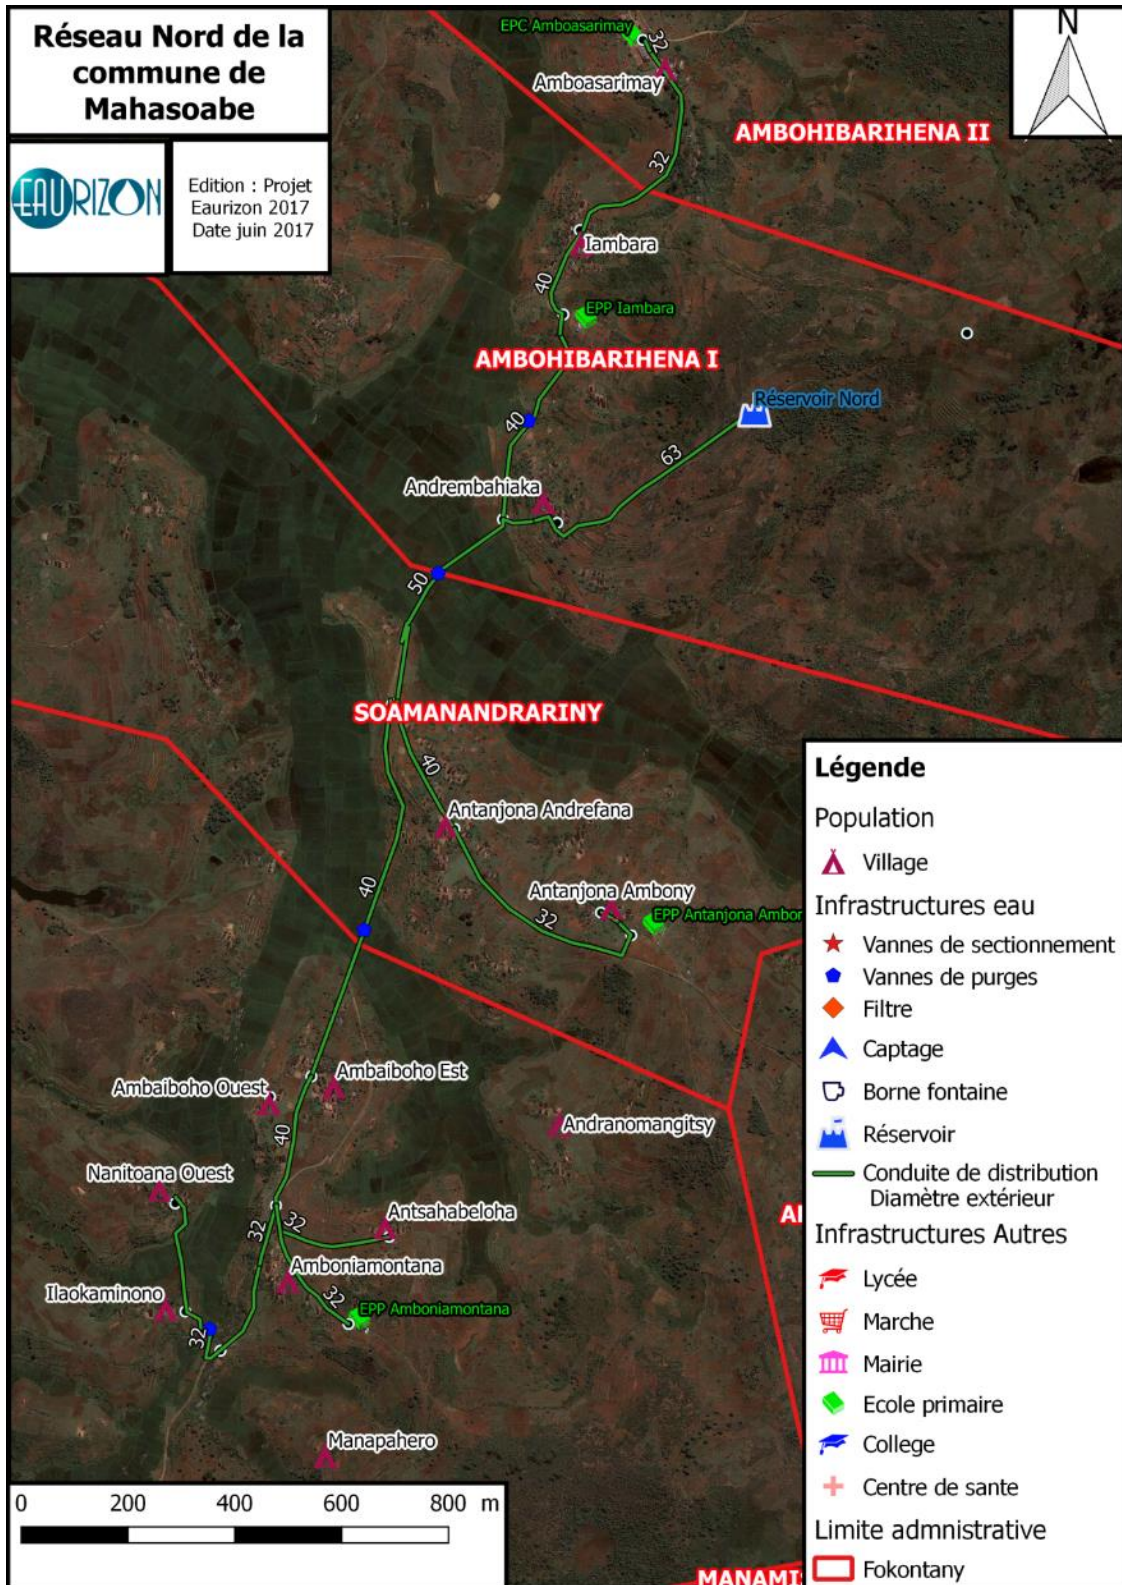 Réseau Nord de la
commune de
Mahasoabe
EAURIZON
Edition : Projet
Eaurizon 2017
Date juin 2017
N
EPC Amboasarimay
32
Amboasarimay
AMBOHIBARIHENA II
32
Iambara
40
EPP Iambara
AMBOHIBARIHENA I
Réservoir Nord
40
63
Andrembahiaka
50
SOAMANANDRARINY
40
Antanjona Andrefana
40
Antanjona Ambony
32
EPP Antanjona Ambon
Ambaiboho Est
Ambaiboho Ouest
Andranomangitsy
40
Nanitoana Ouest
32
32
Antsahabeloha
Amboniamontana
Ilaokaminono
32
EPP Amboniamontana
32
Manapahero
0 200 400 600 800 m
MANAMIS
Légende
Population
Village
Infrastructures eau
Vannes de sectionnement
Vannes de purges
Filtre
Captage
Borne fontaine
Réservoir
Conduite de distribution
Diamètre extérieur
Infrastructures Autres
Lycée
Marche
Mairie
Ecole primaire
College
Centre de sante
Limite admnistrative
Fokontany